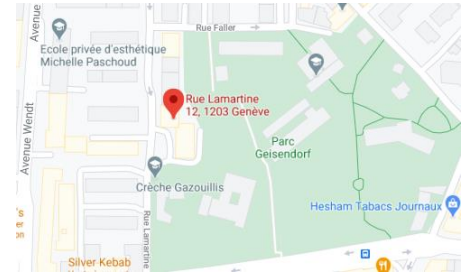 Rue Faller
Avenue
Ecole privée d'esthétique
Michelle Paschoud
Rue Lamartine
12, 1203 Genève
Avenue Wendt
Parc
Geisendorf
Crèche Gazouillis
Hesham Tabacs Journaux
Rue Lamartine
Silver Kebab